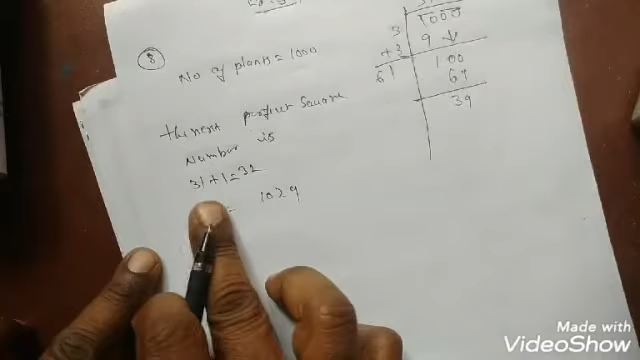 8
No of plants = 1000
the next perfect Square
Number is
31+1=32
= 1029
3
1000
+3
9 ↓
61
100
61
39
Made with
VideoShow